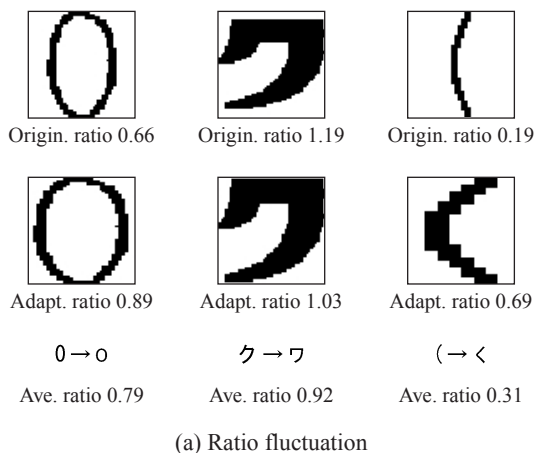 Origin. ratio 0.66 Origin. ratio 1.19 Origin. ratio 0.19
Adapt. ratio 0.89 Adapt. ratio 1.03 Adapt. ratio 0.69
0→o ク→ワ (→く
Ave. ratio 0.79 Ave. ratio 0.92 Ave. ratio 0.31
(a) Ratio fluctuation